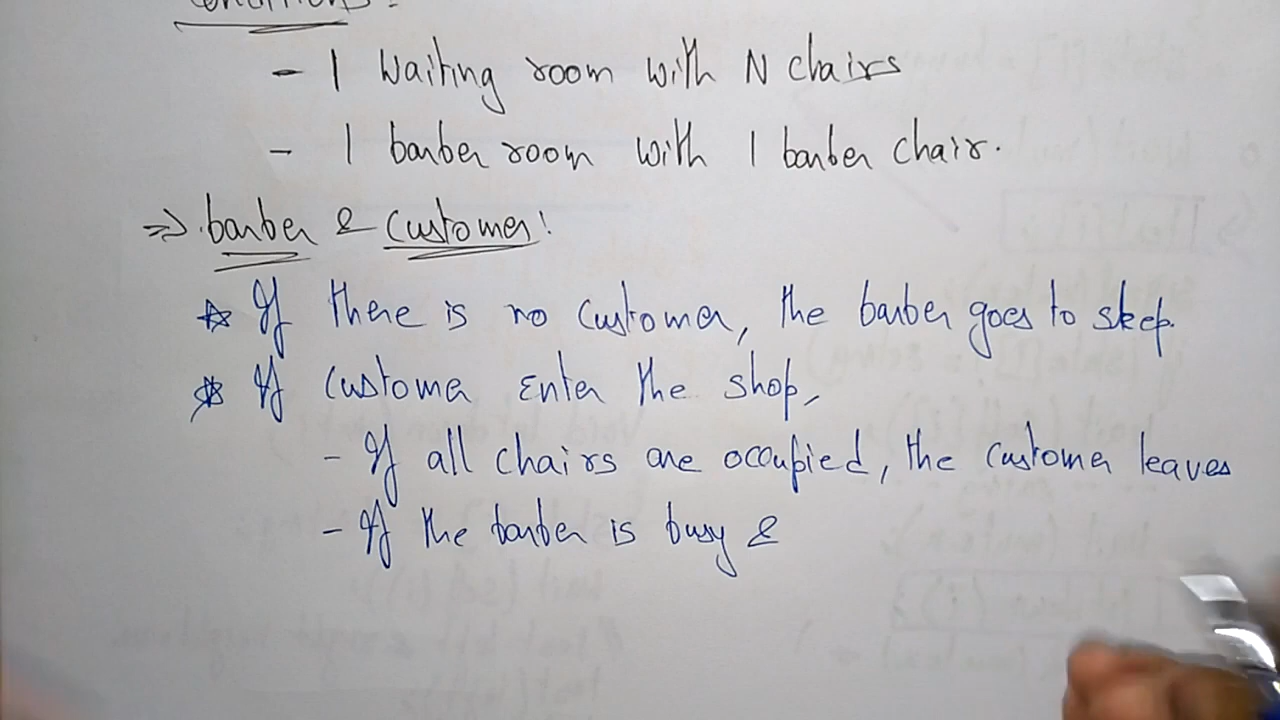 Conditions:
- 1 Waiting room with N chairs
- 1 barber room with 1 barber chair.
=> barber & Customer:
* If there is no customer, the barber goes to sleep.
* If customer Enter the shop,
- If all chairs are occupied, the customer leaves
- If the barber is busy &